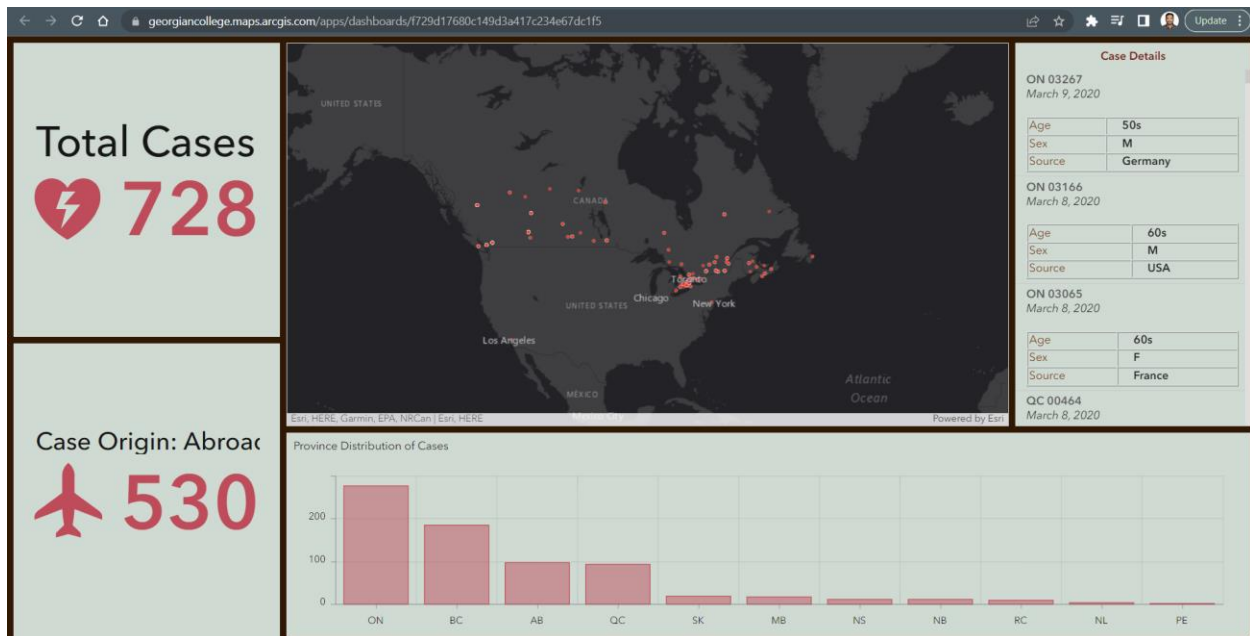 georgiancollege.maps.arcgis.com/apps/dashboards/f729d17680c149d3a417c234e67dc1f5
Update
Total Cases
728
Case Origin: Abroad
530
UNITED STATES
CANADA
Toronto
Chicago
New York
UNITED STATES
Los Angeles
MÉXICO
Atlantic
Ocean
Esri, HERE, Garmin, EPA, NRCan | Esri, HERE
Powered by Esri
Case Details
ON 03267
March 9, 2020
Age 50s
Sex M
Source Germany
ON 03166
March 8, 2020
Age 60s
Sex M
Source USA
ON 03065
March 8, 2020
Age 60s
Sex F
Source France
QC 00464
March 8, 2020
Province Distribution of Cases
200
100
0
ON BC AB QC SK MB NS NB RC NL PE